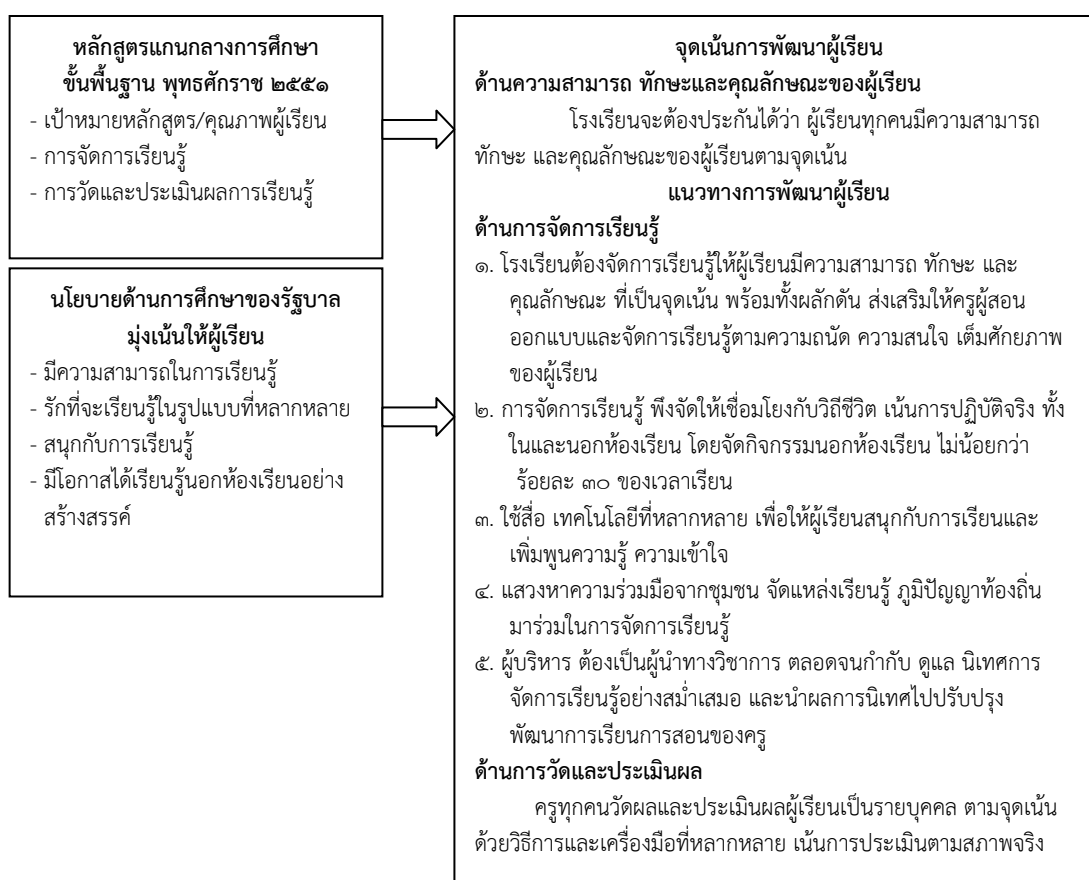 หลักสูตรแกนกลางการศึกษา
ขั้นพื้นฐาน พุทธศักราช ๒๕๕๑
- เป้าหมายหลักสูตร/คุณภาพผู้เรียน
- การจัดการเรียนรู้
- การวัดและประเมินผลการเรียนรู้
นโยบายด้านการศึกษาของรัฐบาล
มุ่งเน้นให้ผู้เรียน
- มีความสามารถในการเรียนรู้
- รักที่จะเรียนรู้ในรูปแบบที่หลากหลาย
- สนุกกับการเรียนรู้
- มีโอกาสได้เรียนรู้นอกห้องเรียนอย่าง
สร้างสรรค์
จุดเน้นการพัฒนาผู้เรียน
ด้านความสามารถ ทักษะและคุณลักษณะของผู้เรียน
โรงเรียนจะต้องประกันได้ว่า ผู้เรียนทุกคนมีความสามารถ
ทักษะ และคุณลักษณะของผู้เรียนตามจุดเน้น
แนวทางการพัฒนาผู้เรียน
ด้านการจัดการเรียนรู้
๑. โรงเรียนต้องจัดการเรียนรู้ให้ผู้เรียนมีความสามารถ ทักษะ และ
คุณลักษณะ ที่เป็นจุดเน้น พร้อมทั้งผลักดัน ส่งเสริมให้ครูผู้สอน
ออกแบบและจัดการเรียนรู้ตามความถนัด ความสนใจ เต็มศักยภาพ
ของผู้เรียน
๒. การจัดการเรียนรู้ พึงจัดให้เชื่อมโยงกับวิถีชีวิต เน้นการปฏิบัติจริง ทั้ง
ในและนอกห้องเรียน โดยจัดกิจกรรมนอกห้องเรียน ไม่น้อยกว่า
ร้อยละ ๓๐ ของเวลาเรียน
๓. ใช้สื่อ เทคโนโลยีที่หลากหลาย เพื่อให้ผู้เรียนสนุกกับการเรียนและ
เพิ่มพูนความรู้ ความเข้าใจ
๔. แสวงหาความร่วมมือจากชุมชน จัดแหล่งเรียนรู้ ภูมิปัญญาท้องถิ่น
มาร่วมในการจัดการเรียนรู้
๕. ผู้บริหาร ต้องเป็นผู้นำทางวิชาการ ตลอดจนกำกับ ดูแล นิเทศการ
จัดการเรียนรู้อย่างสม่ำเสมอ และนำผลการนิเทศไปปรับปรุง
พัฒนาการเรียนการสอนของครู
ด้านการวัดและประเมินผล
ครูทุกคนวัดผลและประเมินผลผู้เรียนเป็นรายบุคคล ตามจุดเน้น
ด้วยวิธีการและเครื่องมือที่หลากหลาย เน้นการประเมินตามสภาพจริง